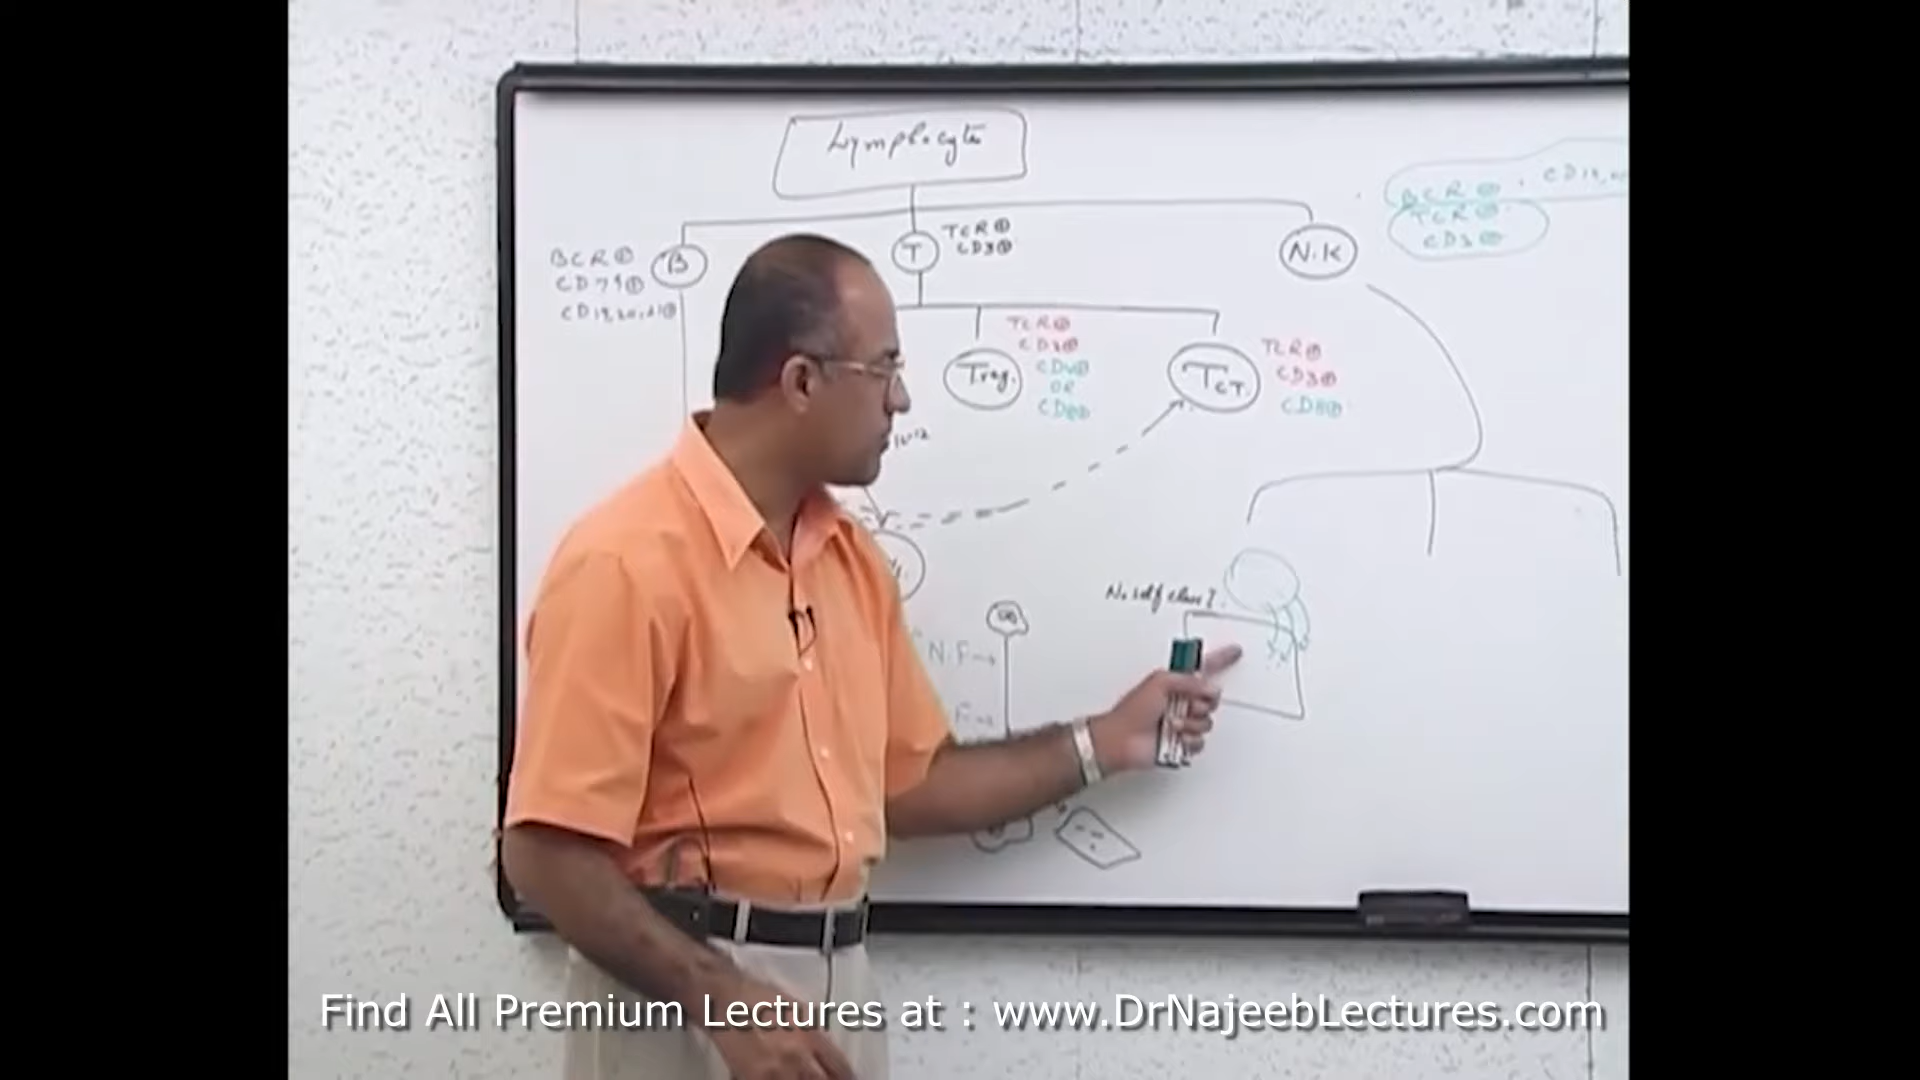 Lymphocyte
BCR ⊕
CD79 ⊕
CD19,20,21 ⊕
B
T
TCR ⊕
CD3 ⊕
N.K
BCR
CD19,
TCR
CD3
Treg.
TCR ⊕
CD3 ⊕
CD4 ⊕
OR
CD8 ⊕
TCT.
TCR ⊕
CD3 ⊕
CD8 ⊕
No self class I.
N.F→
F→
Find All Premium Lectures at : www.DrNajeebLectures.com